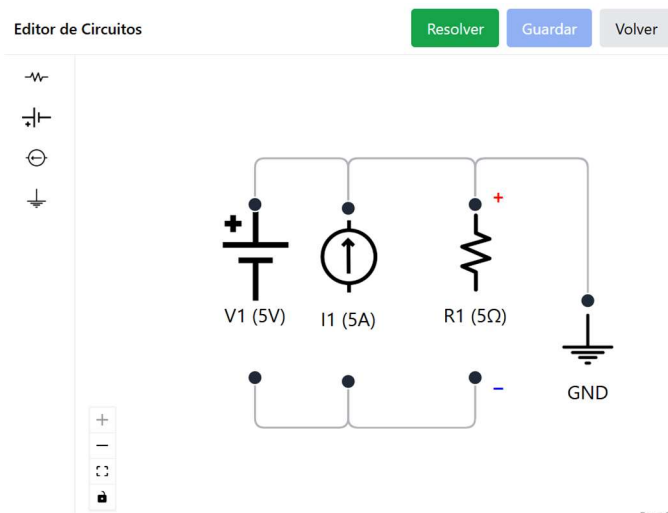 Editor de Circuitos
Resolver
Guardar
Volver
V1 (5V)
I1 (5A)
R1 (5Ω)
GND